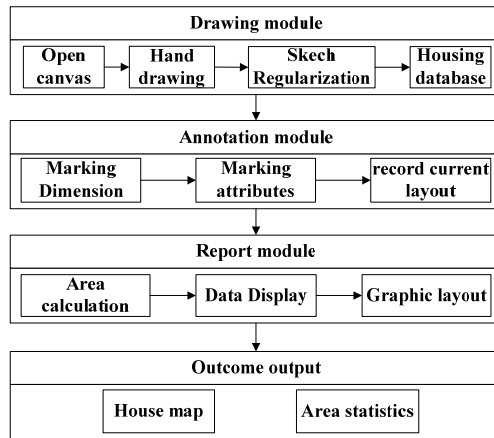 Drawing module
Open
canvas
Hand
drawing
Skech
Regularization
Housing
database
Annotation module
Marking
Dimension
Marking
attributes
record current
layout
Report module
Area
calculation
Data Display
Graphic layout
Outcome output
House map
Area statistics